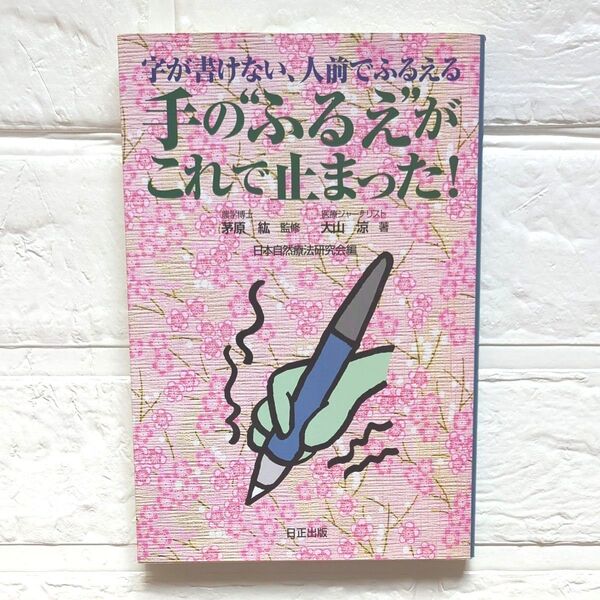 字が書けない、人前でふるえる
手の“ふるえ”が
これで止まった!
農学博士 医療ジャーナリスト
茅原 紘 監修 大山 涼 著
日本自然療法研究会編
日正出版